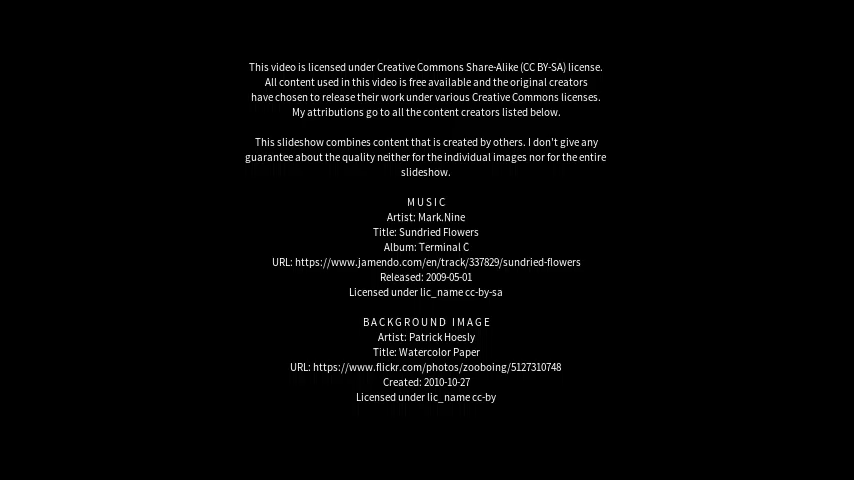 This video is licensed under Creative Commons Share-Alike (CC BY-SA) license.
All content used in this video is free available and the original creators
have chosen to release their work under various Creative Commons licenses.
My attributions go to all the content creators listed below.
This slideshow combines content that is created by others. I don't give any
guarantee about the quality neither for the individual images nor for the entire
slideshow.
MUSIC
Artist: Mark.Nine
Title: Sundried Flowers
Album: Terminal C
URL: https://www.jamendo.com/en/track/337829/sundried-flowers
Released: 2009-05-01
Licensed under lic_name cc-by-sa
BACKGROUND IMAGE
Artist: Patrick Hoesly
Title: Watercolor Paper
URL: https://www.flickr.com/photos/zooboing/5127310748
Created: 2010-10-27
Licensed under lic_name cc-by